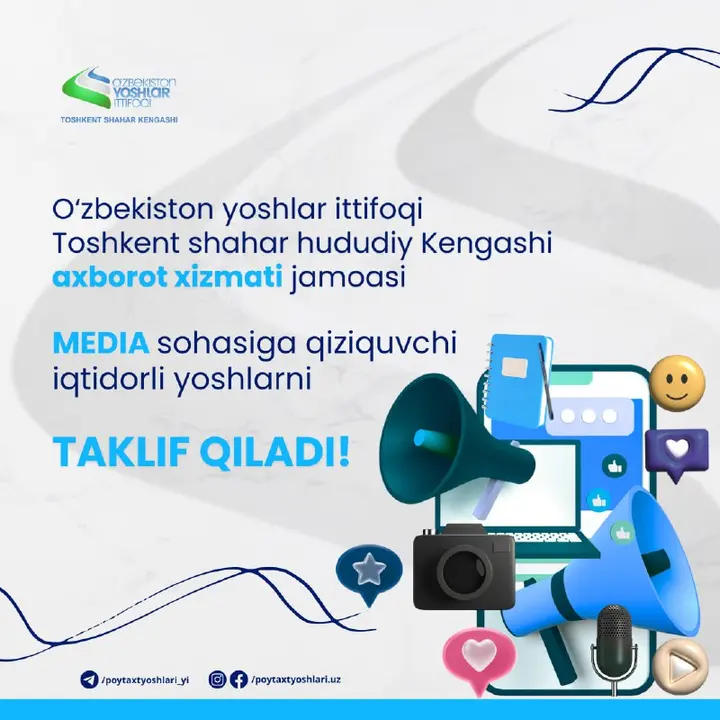 O'ZBEKISTON
YOSHLAR
ITTIFOQI
TOSHKENT SHAHAR KENGASHI
O‘zbekiston yoshlar ittifoqi
Toshkent shahar hududiy Kengashi
axborot xizmati jamoasi
MEDIA sohasiga qiziquvchi
iqtidorli yoshlarni
TAKLIF QILADI!
/poytaxtyoshlari_yi
/poytaxtyoshlari.uz